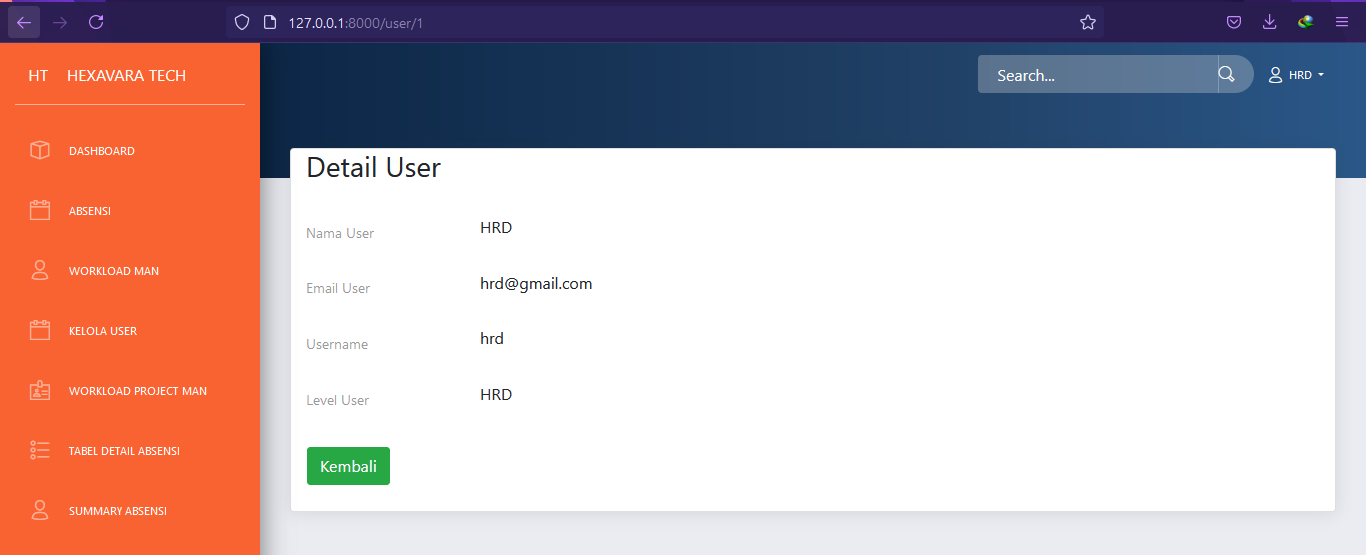 127.0.0.1:8000/user/1
HT HEXAVARA TECH
Search...
HRD
DASHBOARD
ABSENSI
WORKLOAD MAN
KELOLA USER
WORKLOAD PROJECT MAN
TABEL DETAIL ABSENSI
SUMMARY ABSENSI
Detail User
Nama User HRD
Email User hrd@gmail.com
Username hrd
Level User HRD
Kembali